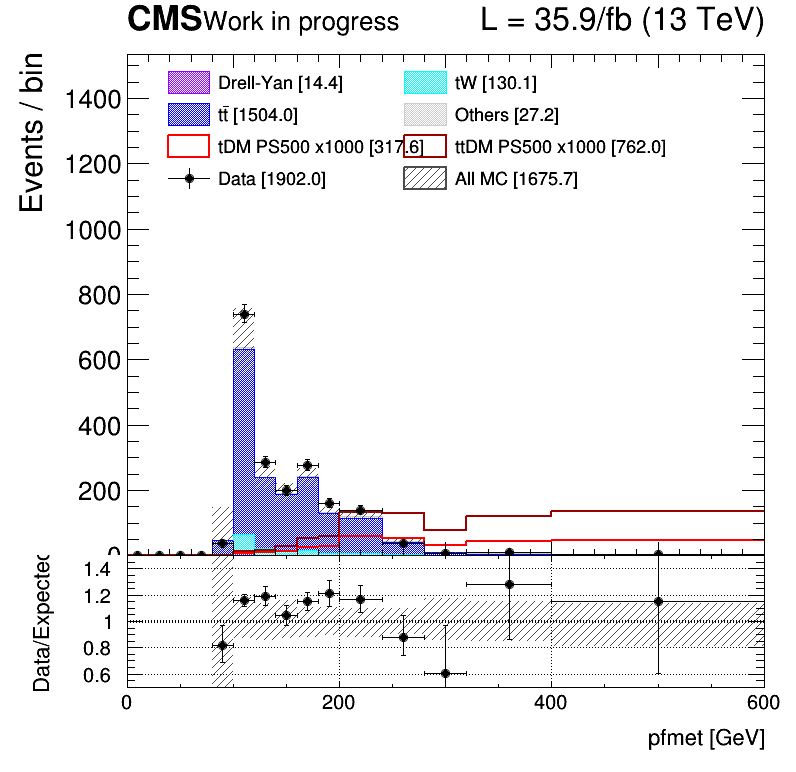 CMS Work in progress L = 35.9/fb (13 TeV)
Events / bin
1400
1200
1000
800
600
400
200
0
Drell-Yan [14.4] tW [130.1]
tt̄ [1504.0] Others [27.2]
tDM PS500 x1000 [317.6] ttDM PS500 x1000 [762.0]
Data [1902.0] All MC [1675.7]
Data/Expected
1.4
1.2
1
0.8
0.6
0 200 400 600
pfmet [GeV]